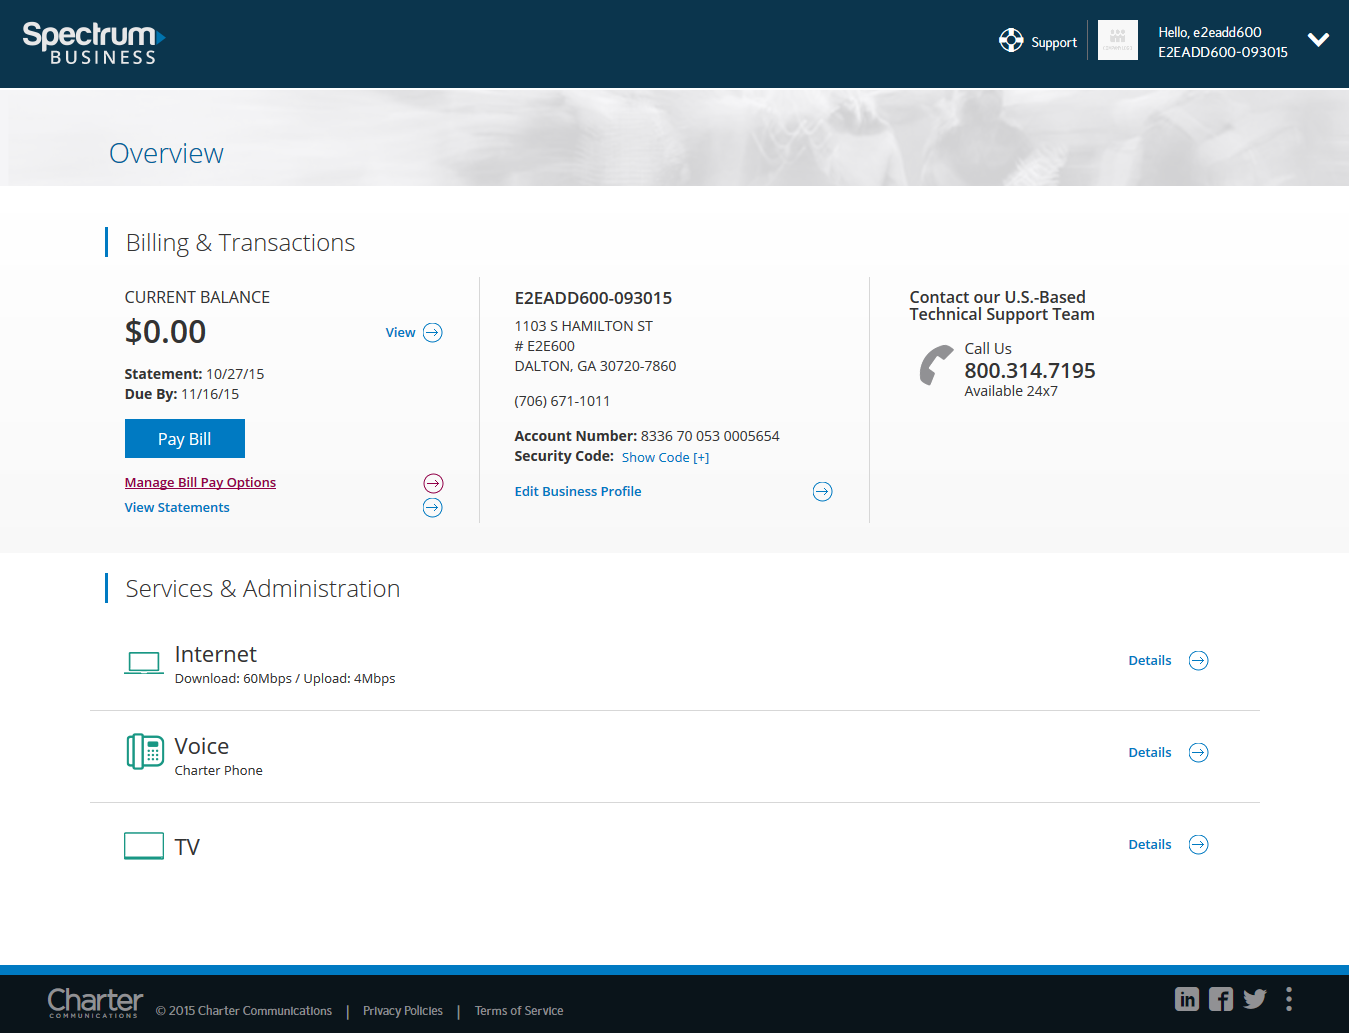 Spectrum
BUSINESS
Support
Hello, e2eadd600
E2EADD600-093015
Overview
Billing & Transactions
CURRENT BALANCE
$0.00
View
Statement: 10/27/15
Due By: 11/16/15
Pay Bill
Manage Bill Pay Options
View Statements
E2EADD600-093015
1103 S HAMILTON ST
# E2E600
DALTON, GA 30720-7860
(706) 671-1011
Account Number: 8336 70 053 0005654
Security Code: Show Code [+]
Edit Business Profile
Contact our U.S.-Based
Technical Support Team
Call Us
800.314.7195
Available 24x7
Services & Administration
Internet
Download: 60Mbps / Upload: 4Mbps
Details
Voice
Charter Phone
Details
TV
Details
Charter
COMMUNICATIONS
© 2015 Charter Communications | Privacy Policies | Terms of Service